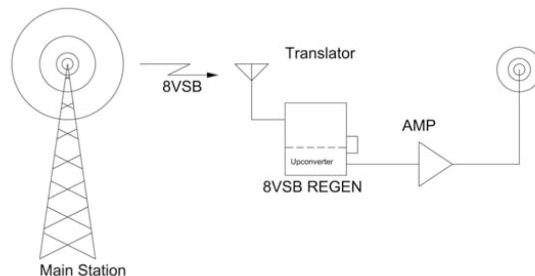 Translator
8VSB
AMP
Upconverter
8VSB REGEN
Main Station